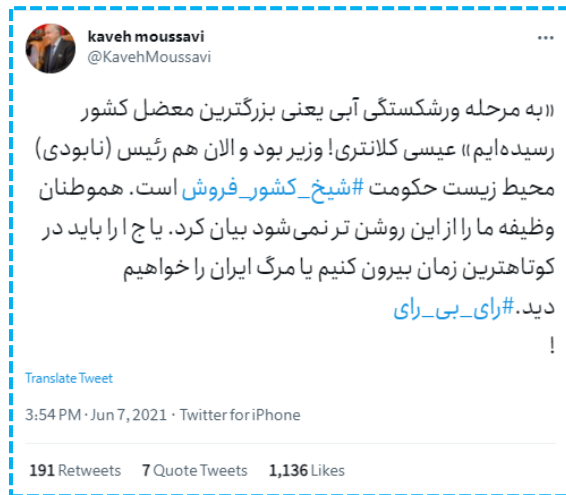 kaveh moussavi
@KavehMoussavi
«به مرحله ورشکستگی آبی یعنی بزرگترین معضل کشور
رسیده‌ایم» عیسی کلانتری! وزیر بود و الان هم رئیس (نابودی)
محیط زیست حکومت #شیخ_کشور_فروش است. هموطنان
وظیفه ما را از این روشن تر نمی‌شود بیان کرد. یا ج ا را باید در
کوتاهترین زمان بیرون کنیم یا مرگ ایران را خواهیم
دید.#رای_بی_رای
!
Translate Tweet
3:54 PM · Jun 7, 2021 · Twitter for iPhone
191 Retweets 7 Quote Tweets 1,136 Likes